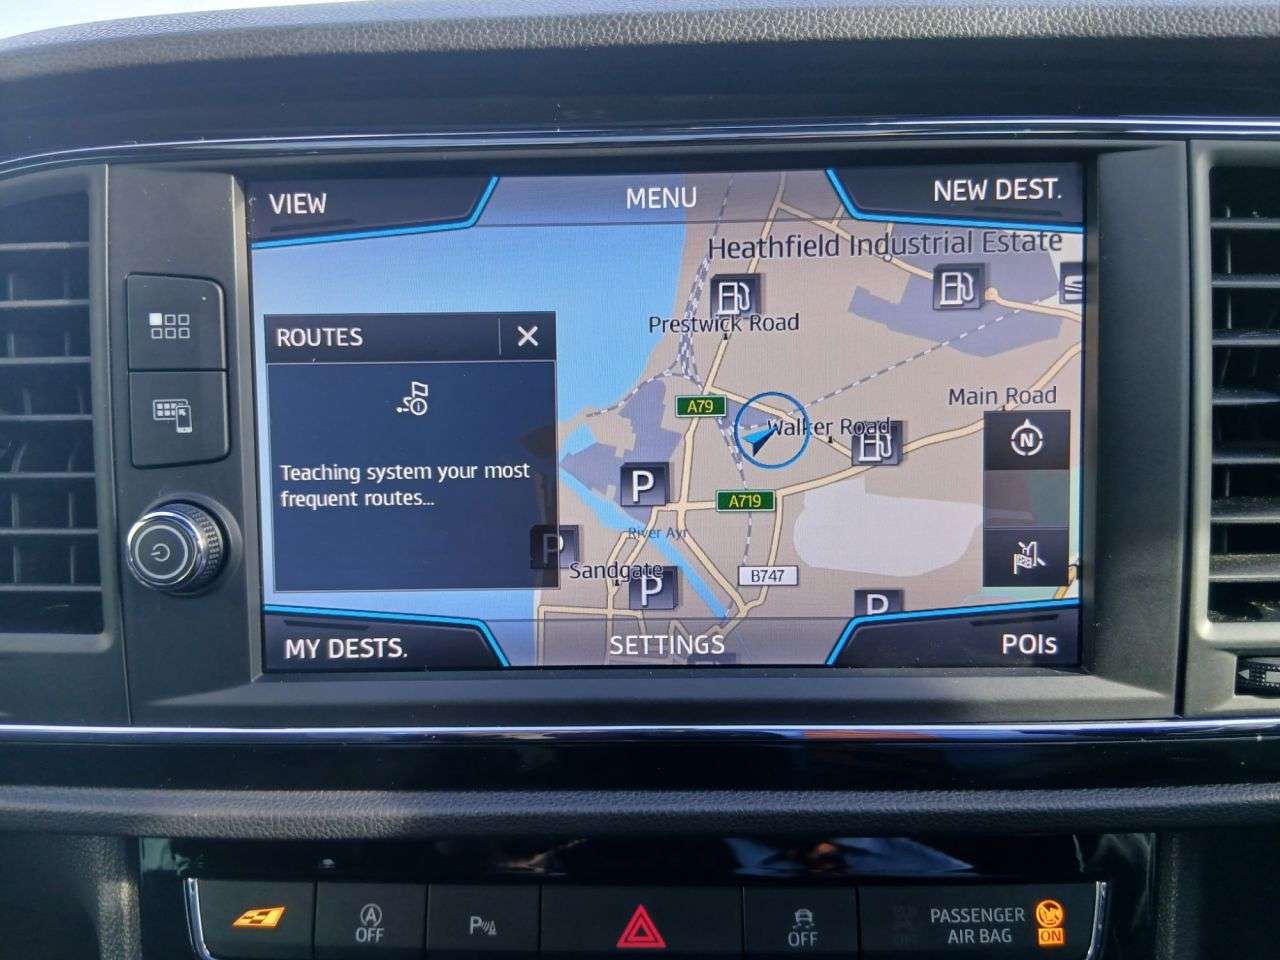 VIEW
MENU
NEW DEST.
Heathfield Industrial Estate
Prestwick Road
ROUTES
Main Road
A79
Walker Road
Teaching system your most
frequent routes...
P
A719
River Ayr
P
Sandgate
P
B747
P
MY DESTS.
SETTINGS
POIs
A
OFF
P
OFF
PASSENGER
AIR BAG
ON